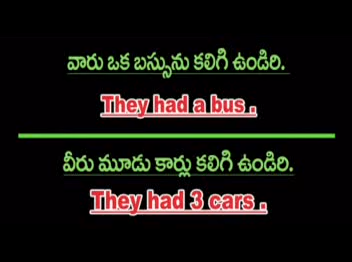 వారు ఒక బస్సును కలిగి ఉండిరి.
They had a bus .
వీరు మూడు కార్లు కలిగి ఉండిరి.
They had 3 cars .